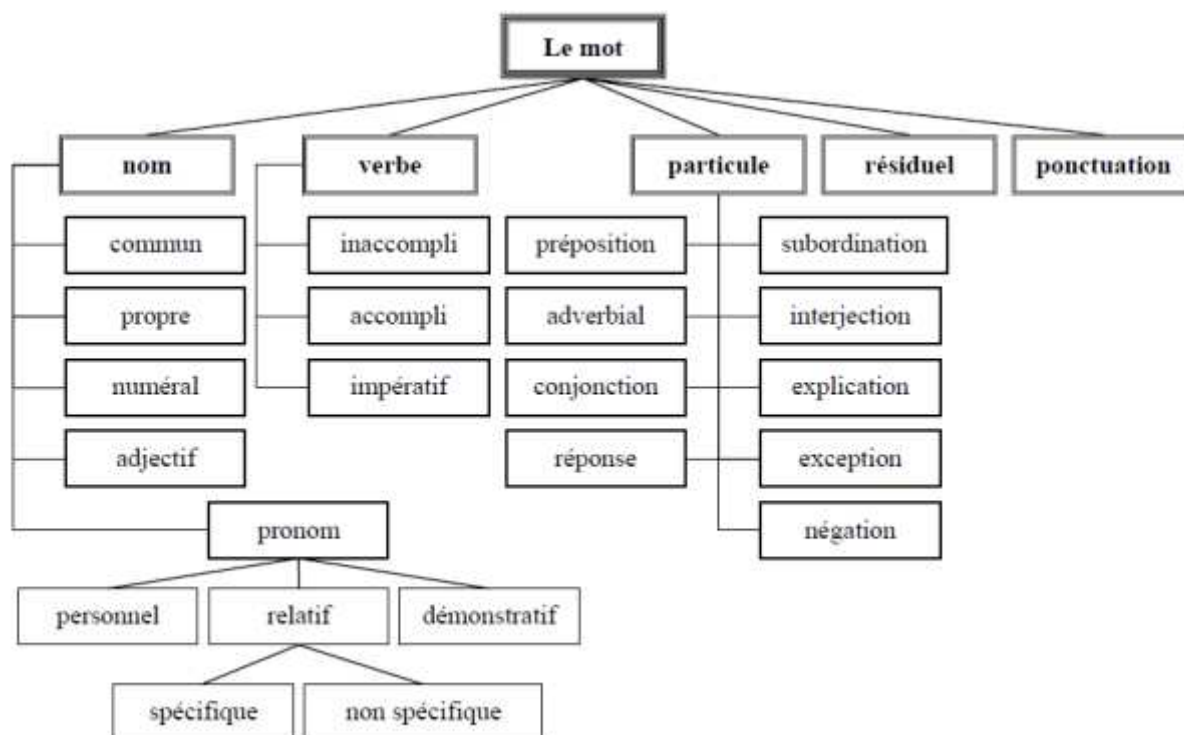 Le mot
nom
verbe
particule
résiduel
ponctuation
commun
inaccompli
préposition
subordination
propre
accompli
adverbial
interjection
numéral
impératif
conjonction
explication
adjectif
réponse
exception
pronom
négation
personnel
relatif
démonstratif
spécifique
non spécifique